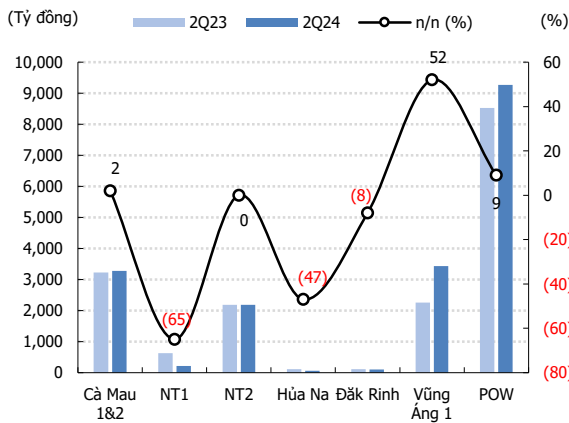 (Tỷ đồng)
2Q23
2Q24
n/n (%)
(%)
10,000
9,000
8,000
7,000
6,000
5,000
4,000
3,000
2,000
1,000
0
60
40
20
0
(20)
(40)
(60)
(80)
2
(65)
0
(47)
(8)
52
9
Cà Mau
1&2
NT1
NT2
Hủa Na
Đăk Rinh
Vũng
Áng 1
POW